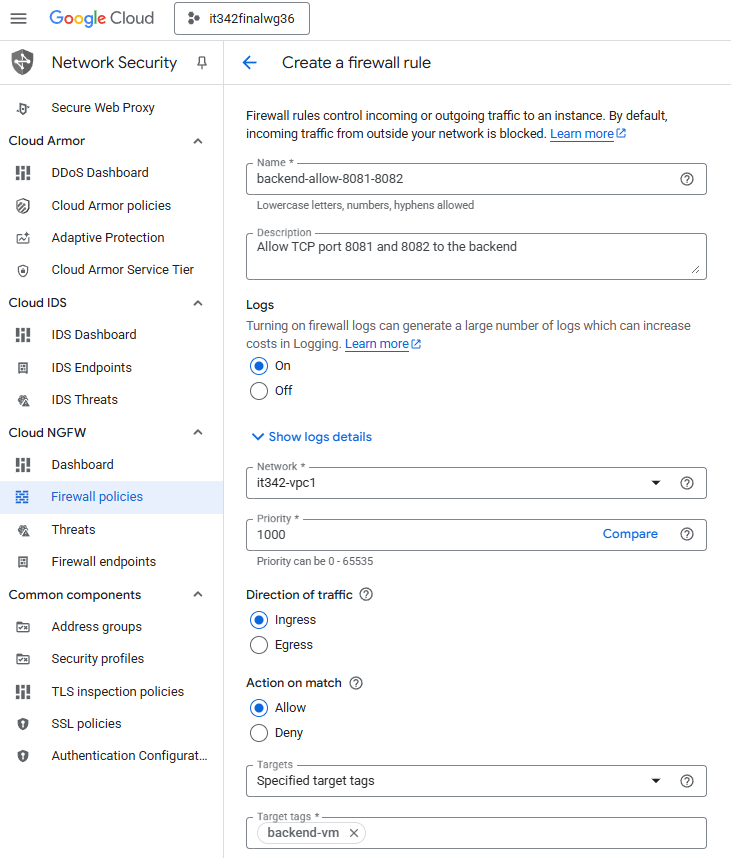 Google Cloud
it342finalwg36
Network Security
Create a firewall rule
Secure Web Proxy
Cloud Armor
DDoS Dashboard
Cloud Armor policies
Adaptive Protection
Cloud Armor Service Tier
Cloud IDS
IDS Dashboard
IDS Endpoints
IDS Threats
Cloud NGFW
Dashboard
Firewall policies
Threats
Firewall endpoints
Common components
Address groups
Security profiles
TLS inspection policies
SSL policies
Authentication Configurat...
Firewall rules control incoming or outgoing traffic to an instance. By default,
incoming traffic from outside your network is blocked. Learn more
Name *
backend-allow-8081-8082
Lowercase letters, numbers, hyphens allowed
Description
Allow TCP port 8081 and 8082 to the backend
Logs
Turning on firewall logs can generate a large number of logs which can increase
costs in Logging. Learn more
On
Off
Show logs details
Network *
it342-vpc1
Priority *
1000
Compare
Priority can be 0 - 65535
Direction of traffic
Ingress
Egress
Action on match
Allow
Deny
Targets
Specified target tags
Target tags *
backend-vm